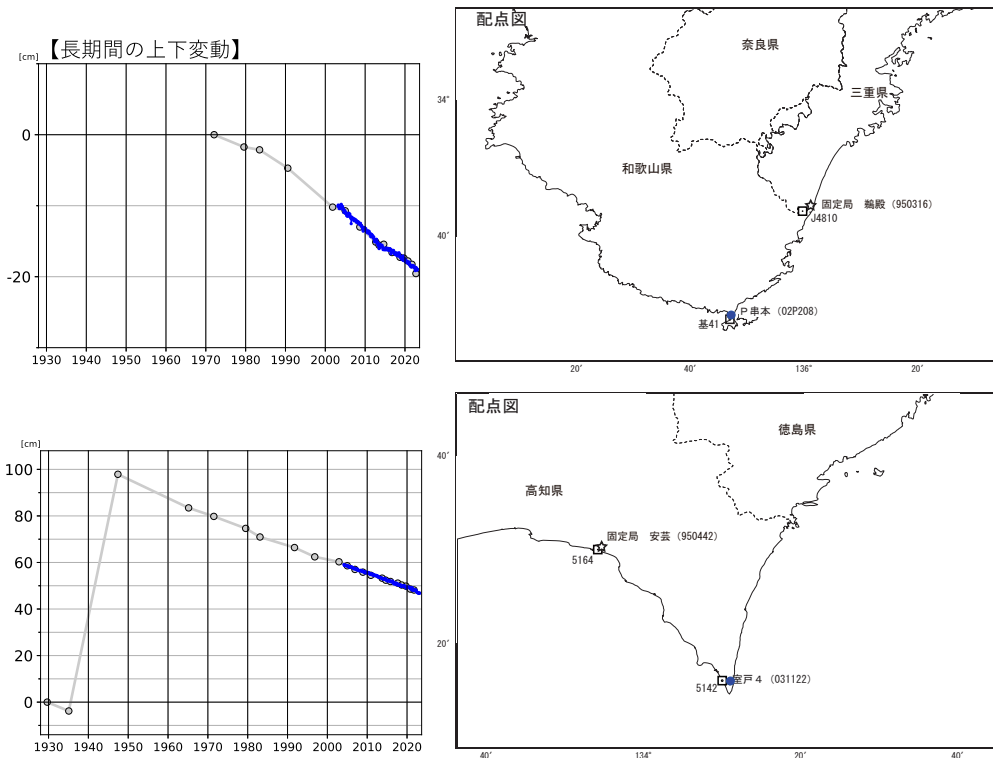 【長期間の上下変動】
[cm]
0
-20
1930 1940 1950 1960 1970 1980 1990 2000 2010 2020
配点図
奈良県
三重県
34°
和歌山県
固定局 鵜殿（950316）
J4810
40′
P串本（02P208）
基41
20′ 40′ 136° 20′
[cm]
100
80
60
40
20
0
1930 1940 1950 1960 1970 1980 1990 2000 2010 2020
配点図
徳島県
40′
高知県
固定局 安芸（950442）
5164
20′
室戸４（031122）
5142
40′ 134° 20′ 40′